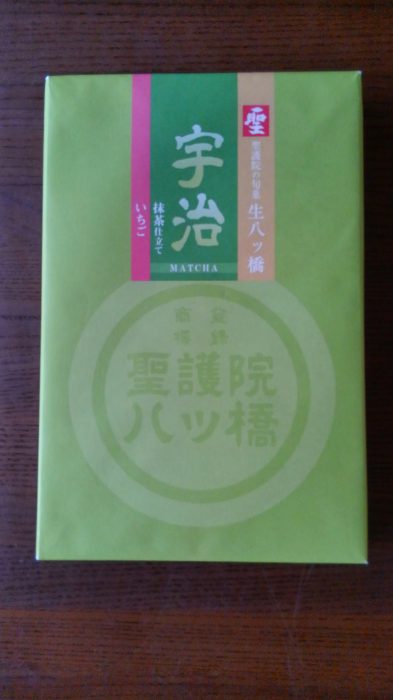 聖
聖護院の旬菓
生八ッ橋
宇治
抹茶仕立て
MATCHA
いちご
登録
商標
聖護院
八ッ橋